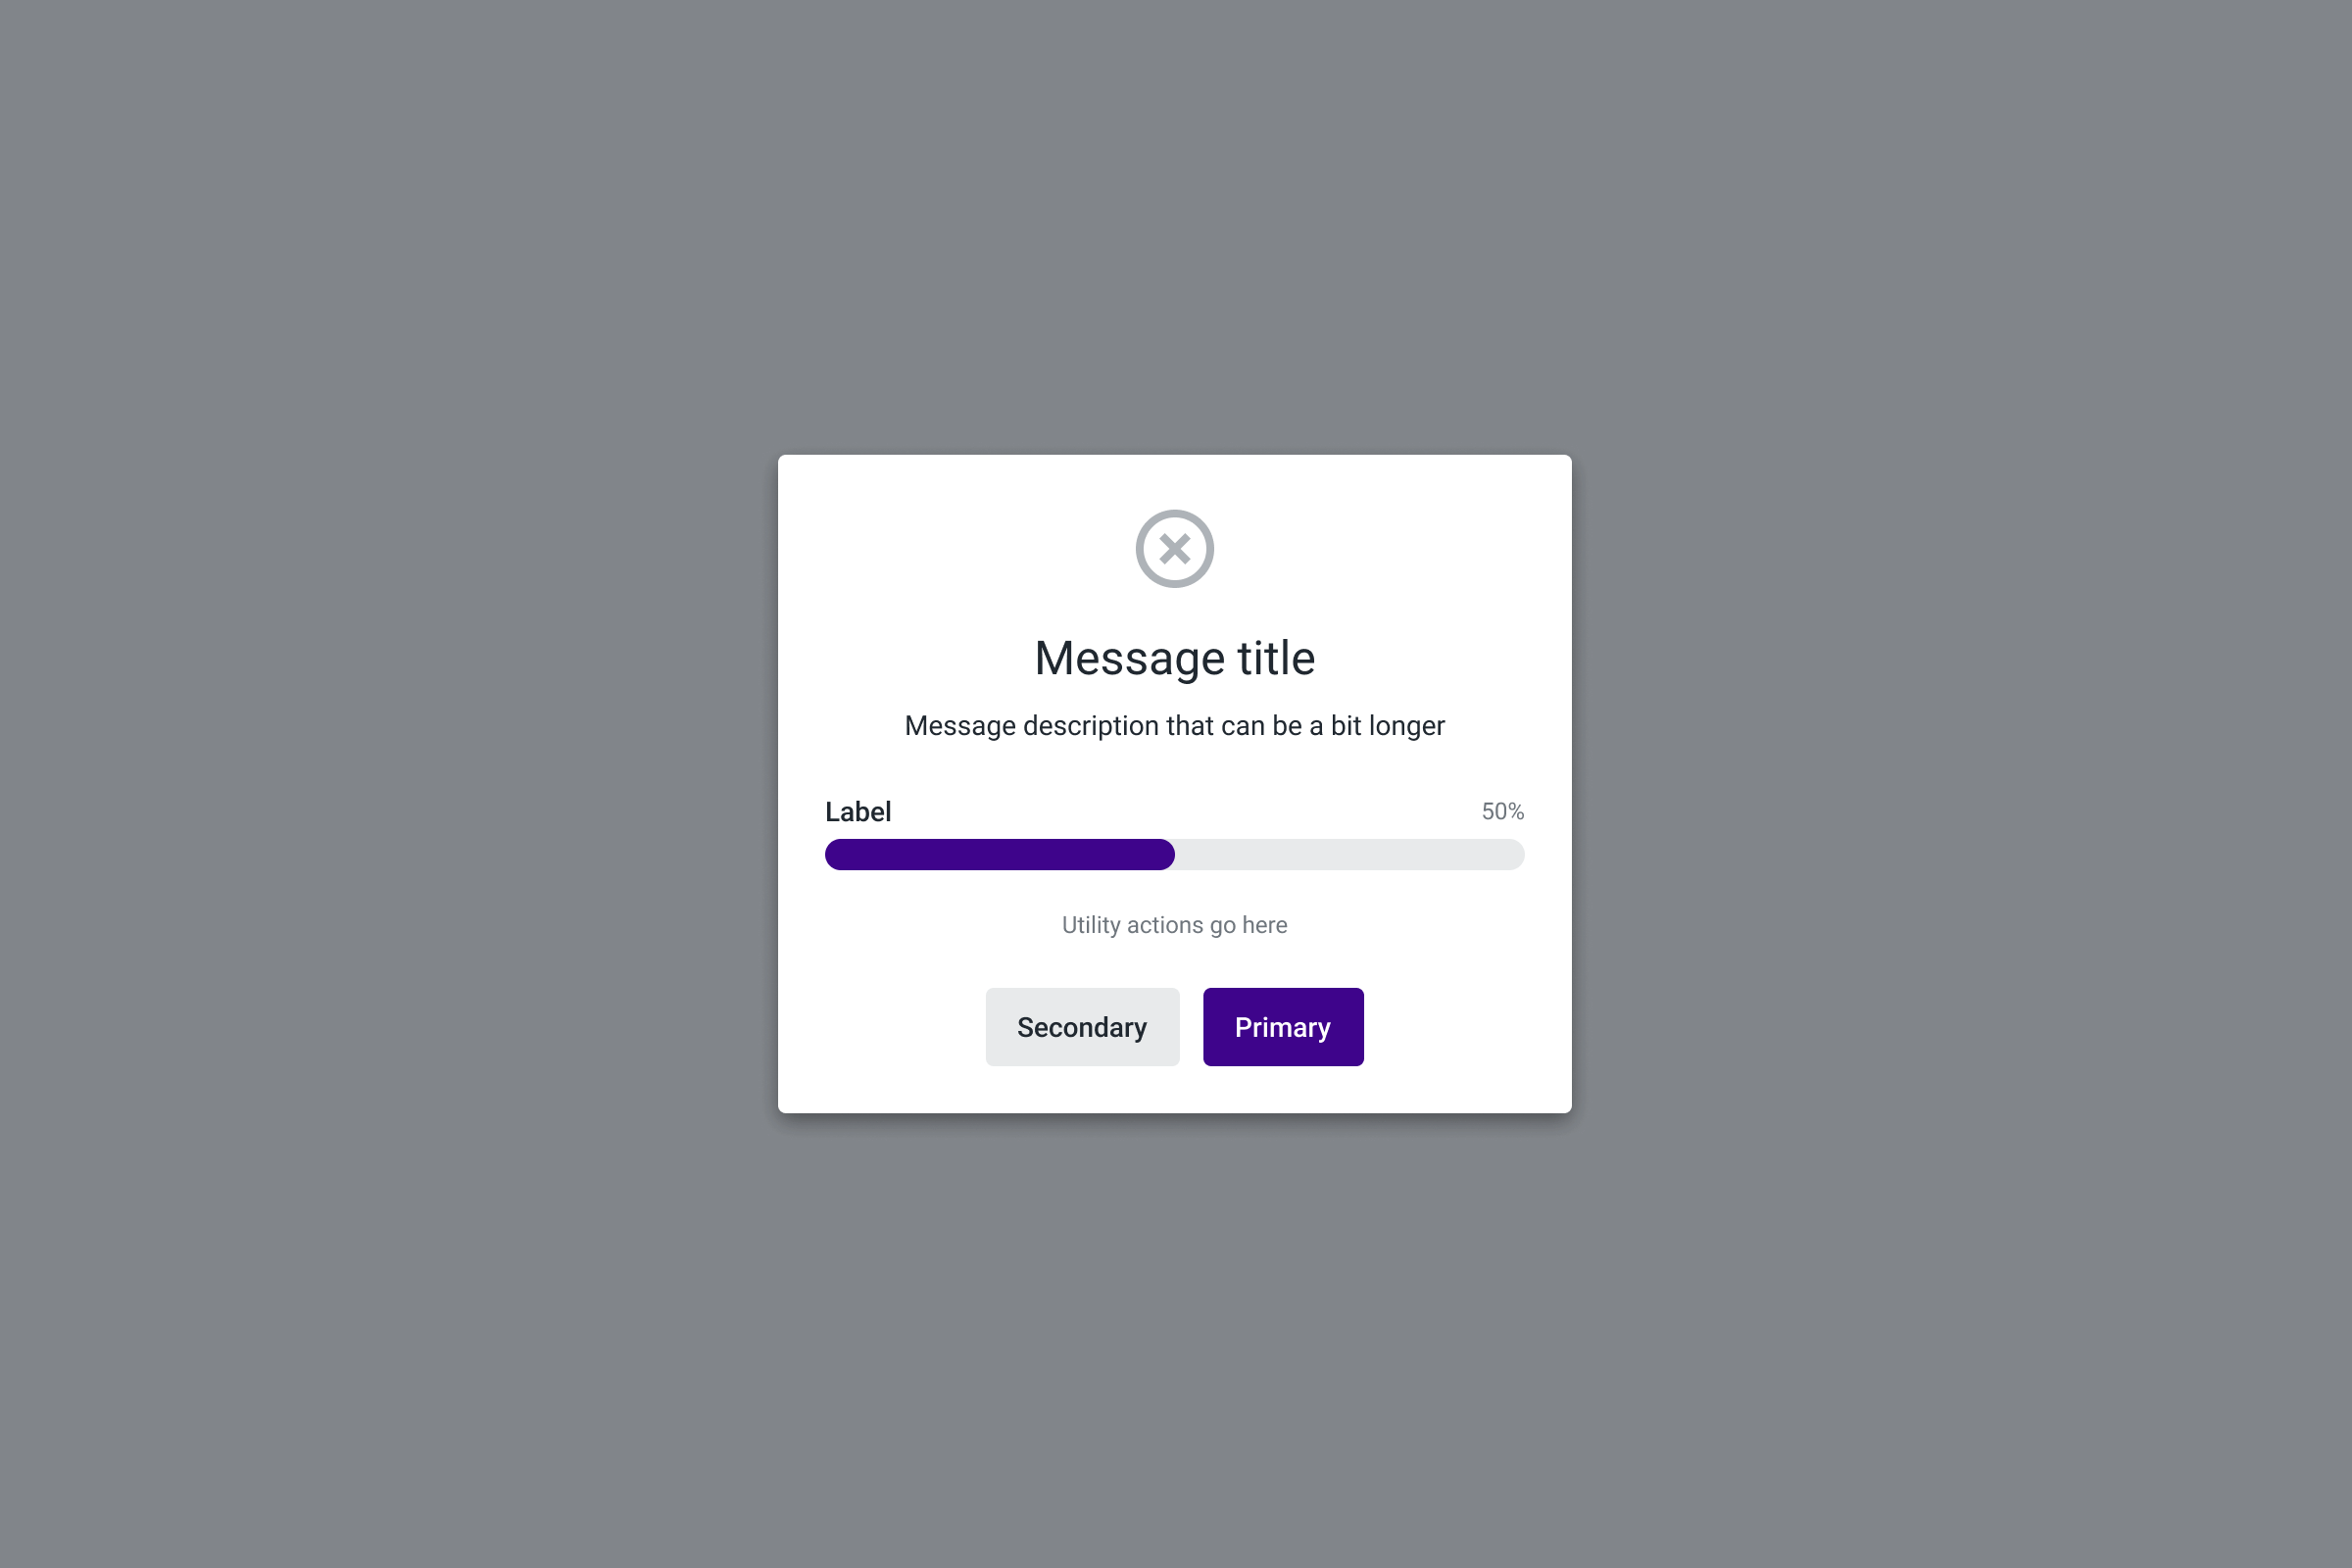 Message title
Message description that can be a bit longer
Label 50%
Utility actions go here
Secondary Primary